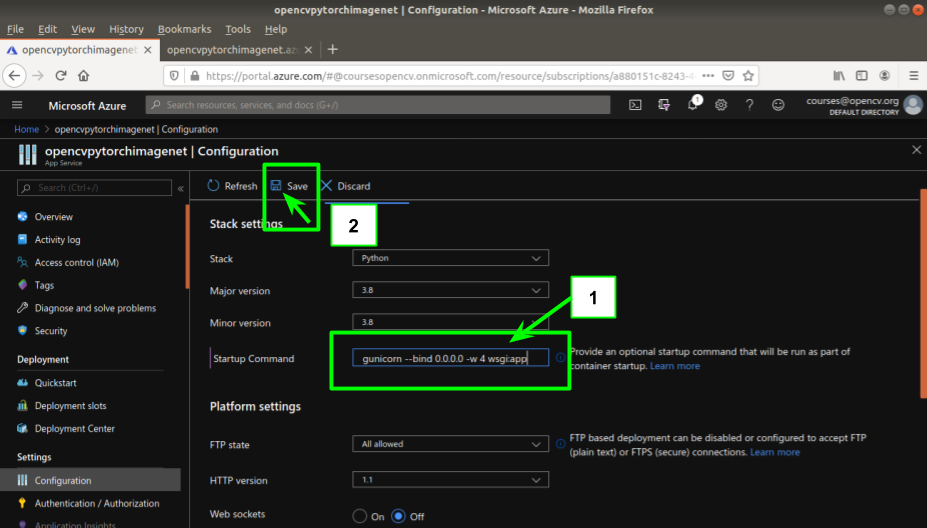 opencvpytorchimagenet | Configuration - Microsoft Azure - Mozilla Firefox
File Edit View History Bookmarks Tools Help
opencvpytorchimagenet
opencvpytorchimagenet.az
https://portal.azure.com/#@coursesopencv.onmicrosoft.com/resource/subscriptions/a880151c-8243-4
Microsoft Azure
Search resources, services, and docs (G+/)
1
courses@opencv.org
DEFAULT DIRECTORY
Home > opencvpytorchimagenet | Configuration
opencvpytorchimagenet | Configuration
App Service
Search (Ctrl+/)
«
Refresh
Save
Discard
2
Overview
Activity log
Access control (IAM)
Tags
Diagnose and solve problems
Security
Deployment
Quickstart
Deployment slots
Deployment Center
Settings
Configuration
Authentication / Authorization
Application Insights
Stack settings
Stack
Python
Major version
3.8
1
Minor version
3.8
Startup Command
gunicorn --bind 0.0.0.0 -w 4 wsgi:app
Provide an optional startup command that will be run as part of
container startup. Learn more
Platform settings
FTP state
All allowed
FTP based deployment can be disabled or configured to accept FTP
(plain text) or FTPS (secure) connections. Learn more
HTTP version
1.1
Web sockets
On Off